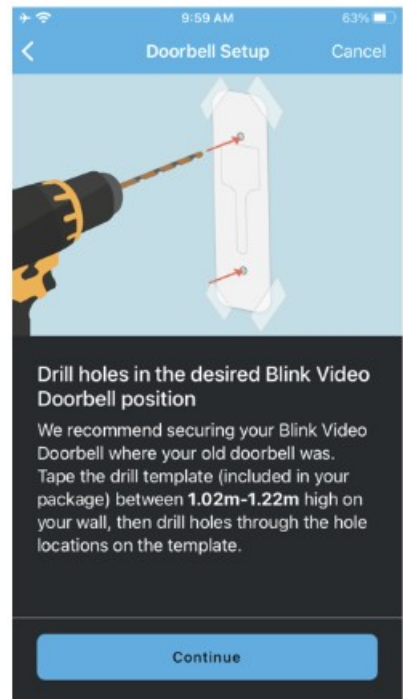 9:59 AM
63%
Doorbell Setup
Cancel
Drill holes in the desired Blink Video
Doorbell position
We recommend securing your Blink Video
Doorbell where your old doorbell was.
Tape the drill template (included in your
package) between 1.02m-1.22m high on
your wall, then drill holes through the hole
locations on the template.
Continue